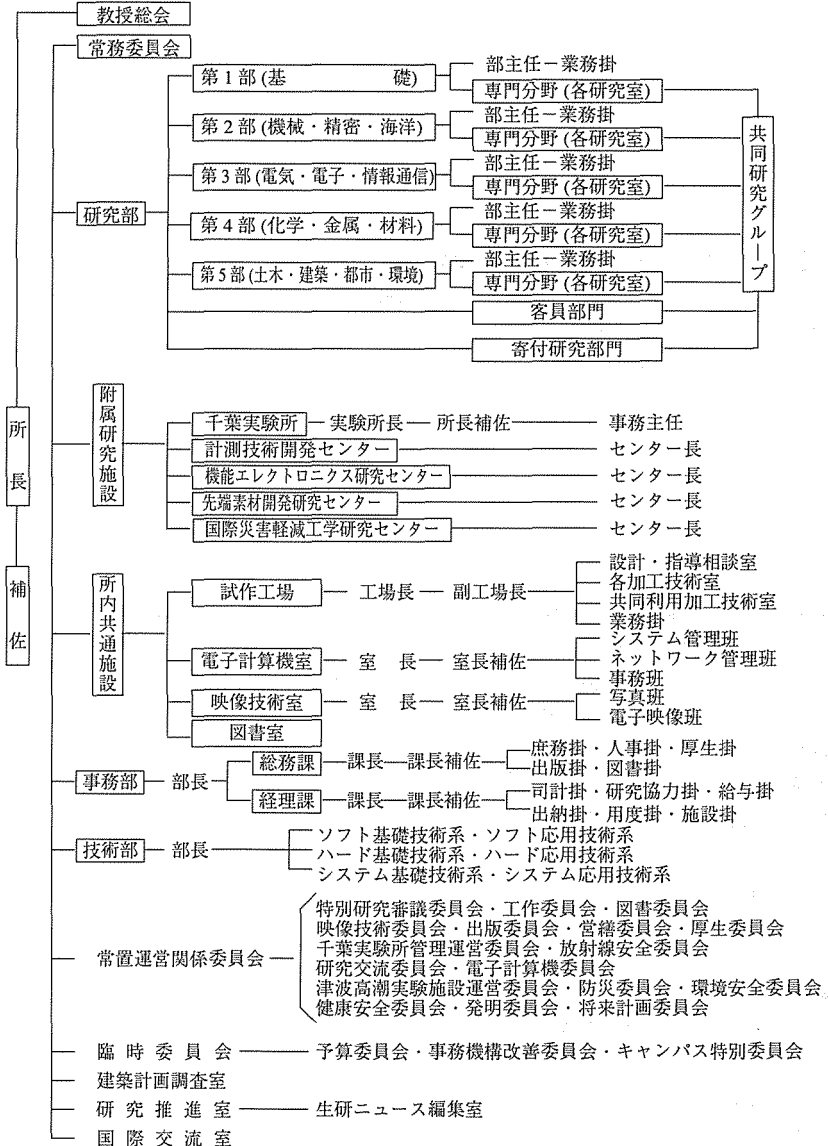 教授総会
常務委員会
第1部(基 礎)
部主任－業務掛
専門分野(各研究室)
第2部(機械・精密・海洋)
部主任－業務掛
専門分野(各研究室)
第3部(電気・電子・情報通信)
部主任－業務掛
専門分野(各研究室)
研究部
第4部(化学・金属・材料)
部主任－業務掛
専門分野(各研究室)
第5部(土木・建築・都市・環境)
部主任－業務掛
専門分野(各研究室)
客員部門
寄付研究部門
共同研究グループ
所長
補佐
附属研究施設
千葉実験所 実験所長 所長補佐 事務主任
計測技術開発センター センター長
機能エレクトロニクス研究センター センター長
先端素材開発研究センター センター長
国際災害軽減工学研究センター センター長
所内共通施設
試作工場 工場長 副工場長
設計・指導相談室
各加工技術室
共同利用加工技術室
業務掛
電子計算機室 室長 室長補佐
システム管理班
ネットワーク管理班
事務班
映像技術室 室長 室長補佐
写真班
電子映像班
図書室
事務部 部長
総務課 課長 課長補佐
庶務掛・人事掛・厚生掛
出版掛・図書掛
経理課 課長 課長補佐
司計掛・研究協力掛・給与掛
出納掛・用度掛・施設掛
技術部 部長
ソフト基礎技術系・ソフト応用技術系
ハード基礎技術系・ハード応用技術系
システム基礎技術系・システム応用技術系
常置運営関係委員会
特別研究審議委員会・工作委員会・図書委員会
映像技術委員会・出版委員会・営繕委員会・厚生委員会
千葉実験所管理運営委員会・放射線安全委員会
研究交流委員会・電子計算機委員会
津波高潮実験施設運営委員会・防災委員会・環境安全委員会
健康安全委員会・発明委員会・将来計画委員会
臨時委員会 予算委員会・事務機構改善委員会・キャンパス特別委員会
建築計画調査室
研究推進室 生研ニュース編集室
国際交流室